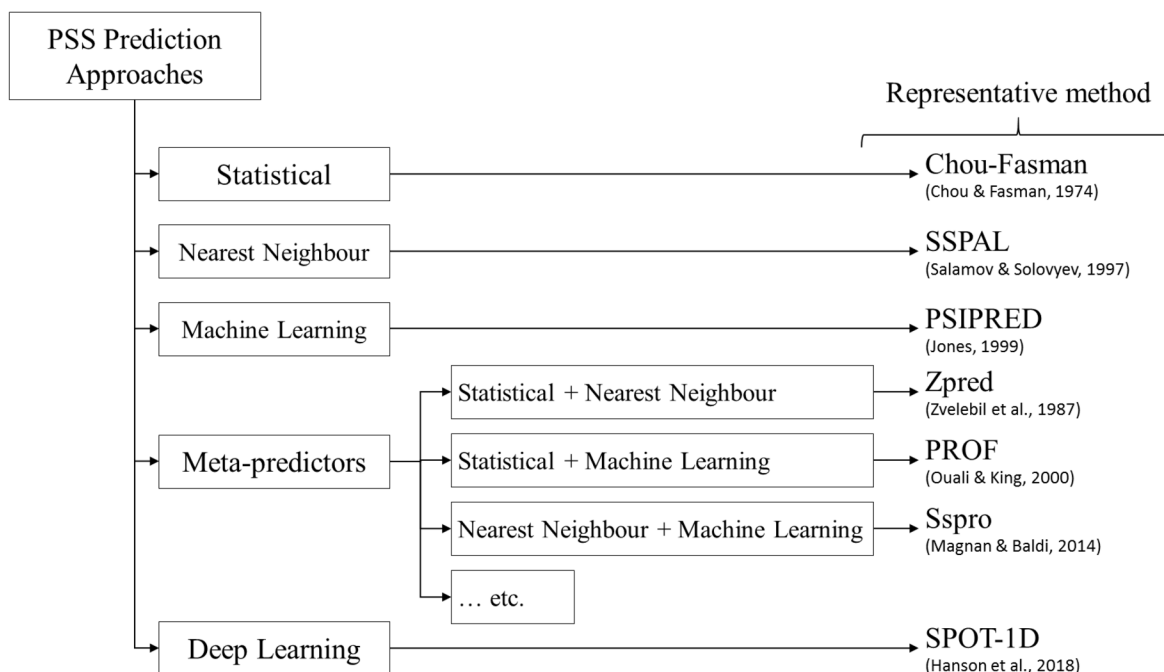 PSS Prediction
Approaches
Representative method
Statistical
Chou-Fasman
(Chou & Fasman, 1974)
Nearest Neighbour
SSPAL
(Salamov & Solovyev, 1997)
Machine Learning
PSIPRED
(Jones, 1999)
Meta-predictors
Statistical + Nearest Neighbour
Zpred
(Zvelebil et al., 1987)
Statistical + Machine Learning
PROF
(Ouali & King, 2000)
Nearest Neighbour + Machine Learning
Sspro
(Magnan & Baldi, 2014)
... etc.
Deep Learning
SPOT-1D
(Hanson et al., 2018)